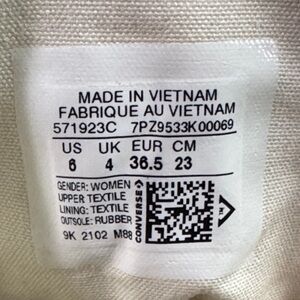 MADE IN VIETNAM
FABRIQUE AU VIETNAM
571923C 7PZ9533K00069
US UK EUR CM
6 4 36.5 23
GENDER: WOMEN
UPPER: TEXTILE
LINING: TEXTILE
OUTSOLE: RUBBER
9K 2102 M88
CONVERSE